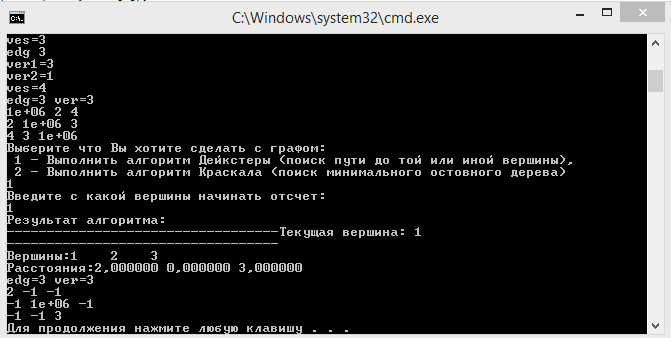 C:\Windows\system32\cmd.exe
ves=3
edg 3
ver1=3
ver2=1
ves=4
edg=3 ver=3
1e+06 2 4
2 1e+06 3
4 3 1e+06
Выберите что Вы хотите сделать с графом:
1 - Выполнить алгоритм Дейкстеры (поиск пути до той или иной вершины),
2 - Выполнить алгоритм Краскала (поиск минимального остовного дерева)
1
Введите с какой вершины начинать отсчет:
1
Результат алгоритма:
----------------------------------Текущая вершина: 1
----------------------------------
Вершины:1 2 3
Расстояния:2,000000 0,000000 3,000000
edg=3 ver=3
2 -1 -1
-1 1e+06 -1
-1 -1 3
Для продолжения нажмите любую клавишу . . .